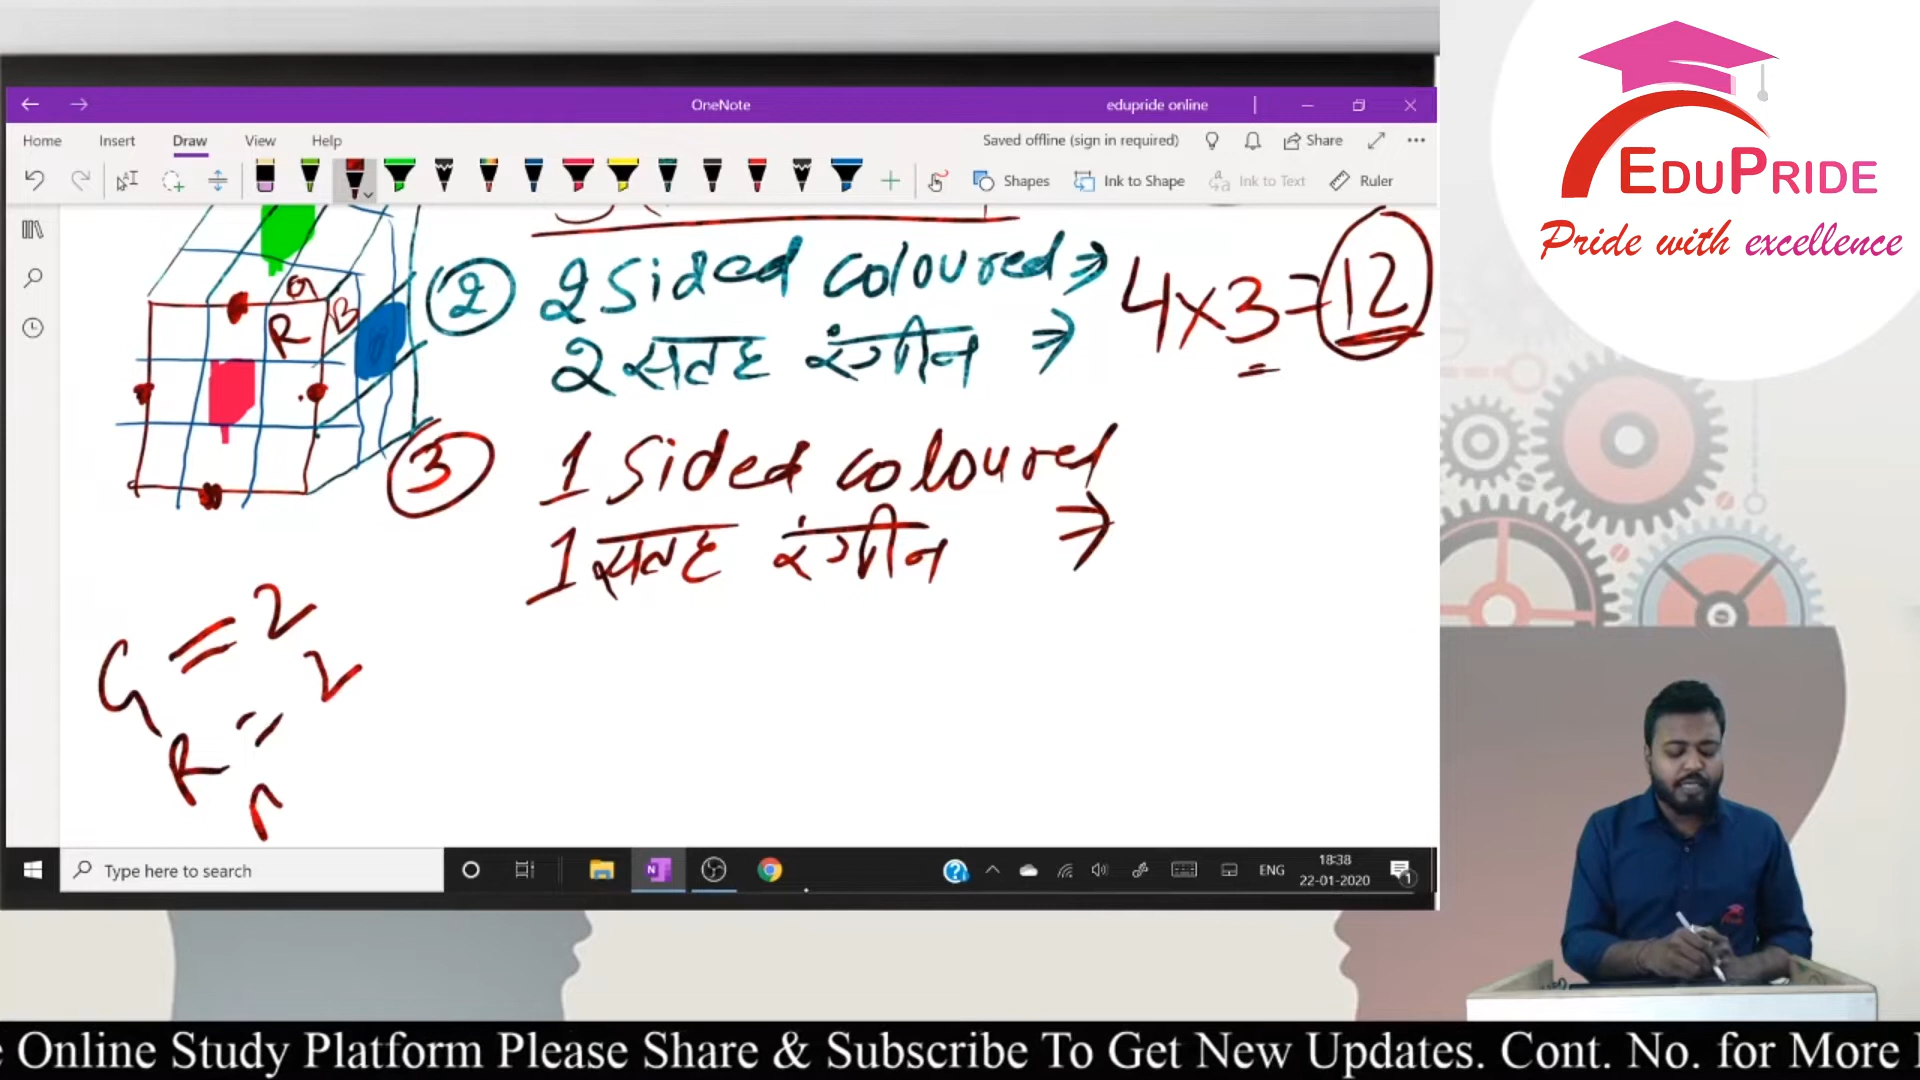 OneNote
edupride online
Home Insert Draw View Help
Saved offline (sign in required)
Share
Shapes
Ink to Shape
Ink to Text
Ruler
EDUPRIDE
Pride with excellence
G
R B
② 2 Sided coloured ⇒ 4×3=12
2 सतह रंगीन ⇒
③ 1 Sided coloured
1 सतह रंगीन ⇒
G = 2
R = 2
Type here to search
ENG
18:38
22-01-2020
1
Online Study Platform Please Share & Subscribe To Get New Updates. Cont. No. for More